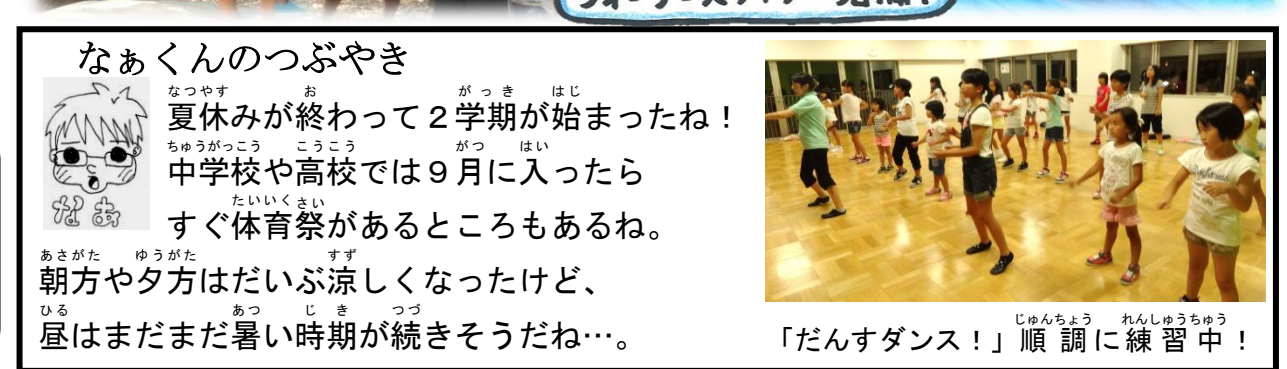 なぁくんのつぶやき
夏休みが終わって２学期が始まったね！
中学校や高校では９月に入ったら
すぐ体育祭があるところもあるね。
朝方や夕方はだいぶ涼しくなったけど、
昼はまだまだ暑い時期が続きそうだね…。
なぁ
「だんすダンス！」順調に練習中！